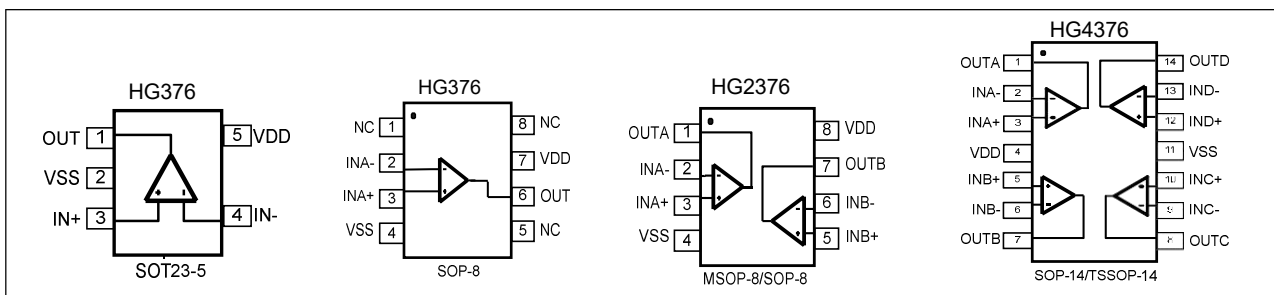 HG376
OUT 1 5 VDD
VSS 2
IN+ 3 4 IN-
SOT23-5
HG376
NC 1 8 NC
INA- 2 7 VDD
INA+ 3 6 OUT
VSS 4 5 NC
SOP-8
HG2376
OUTA 1 8 VDD
INA- 2 7 OUTB
INA+ 3 6 INB-
VSS 4 5 INB+
MSOP-8/SOP-8
HG4376
OUTA 1 14 OUTD
INA- 2 13 IND-
INA+ 3 12 IND+
VDD 4 11 VSS
INB+ 5 10 INC+
INB- 6 9 INC-
OUTB 7 8 OUTC
SOP-14/TSSOP-14